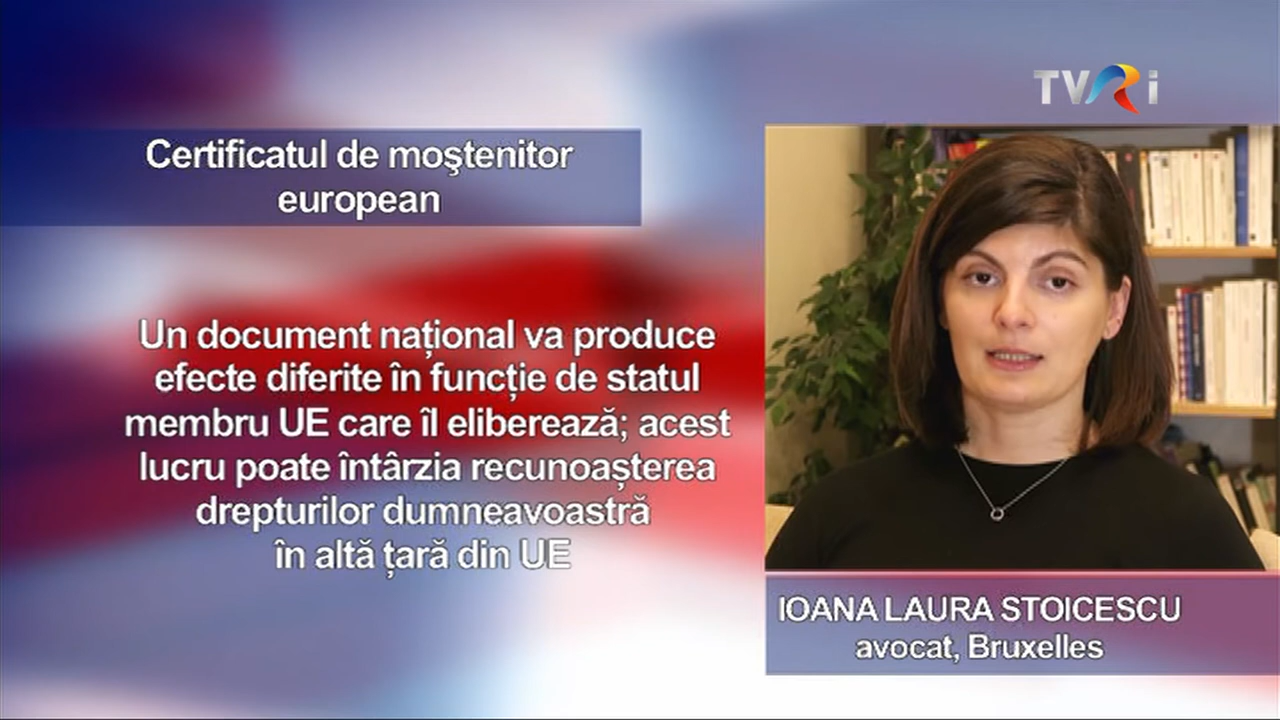 TVRi
Certificatul de moştenitor
european
Un document național va produce
efecte diferite în funcție de statul
membru UE care îl eliberează; acest
lucru poate întârzia recunoașterea
drepturilor dumneavoastră
în altă țară din UE
IOANA LAURA STOICESCU
avocat, Bruxelles